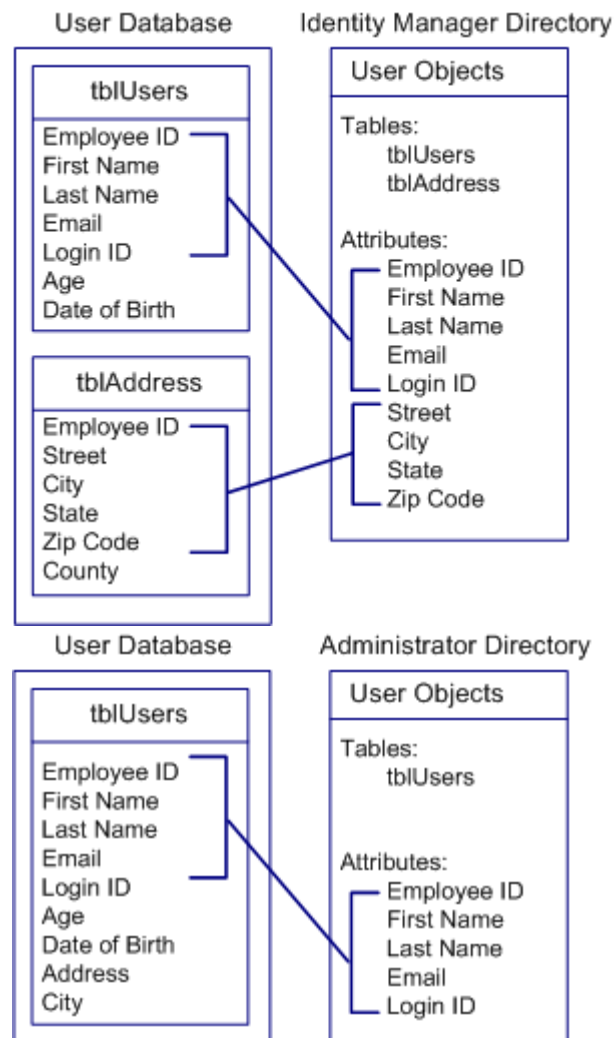 User Database
tblUsers
Employee ID
First Name
Last Name
Email
Login ID
Age
Date of Birth
tblAddress
Employee ID
Street
City
State
Zip Code
County
Identity Manager Directory
User Objects
Tables:
tblUsers
tblAddress
Attributes:
Employee ID
First Name
Last Name
Email
Login ID
Street
City
State
Zip Code
User Database
tblUsers
Employee ID
First Name
Last Name
Email
Login ID
Age
Date of Birth
Address
City
Administrator Directory
User Objects
Tables:
tblUsers
Attributes:
Employee ID
First Name
Last Name
Email
Login ID